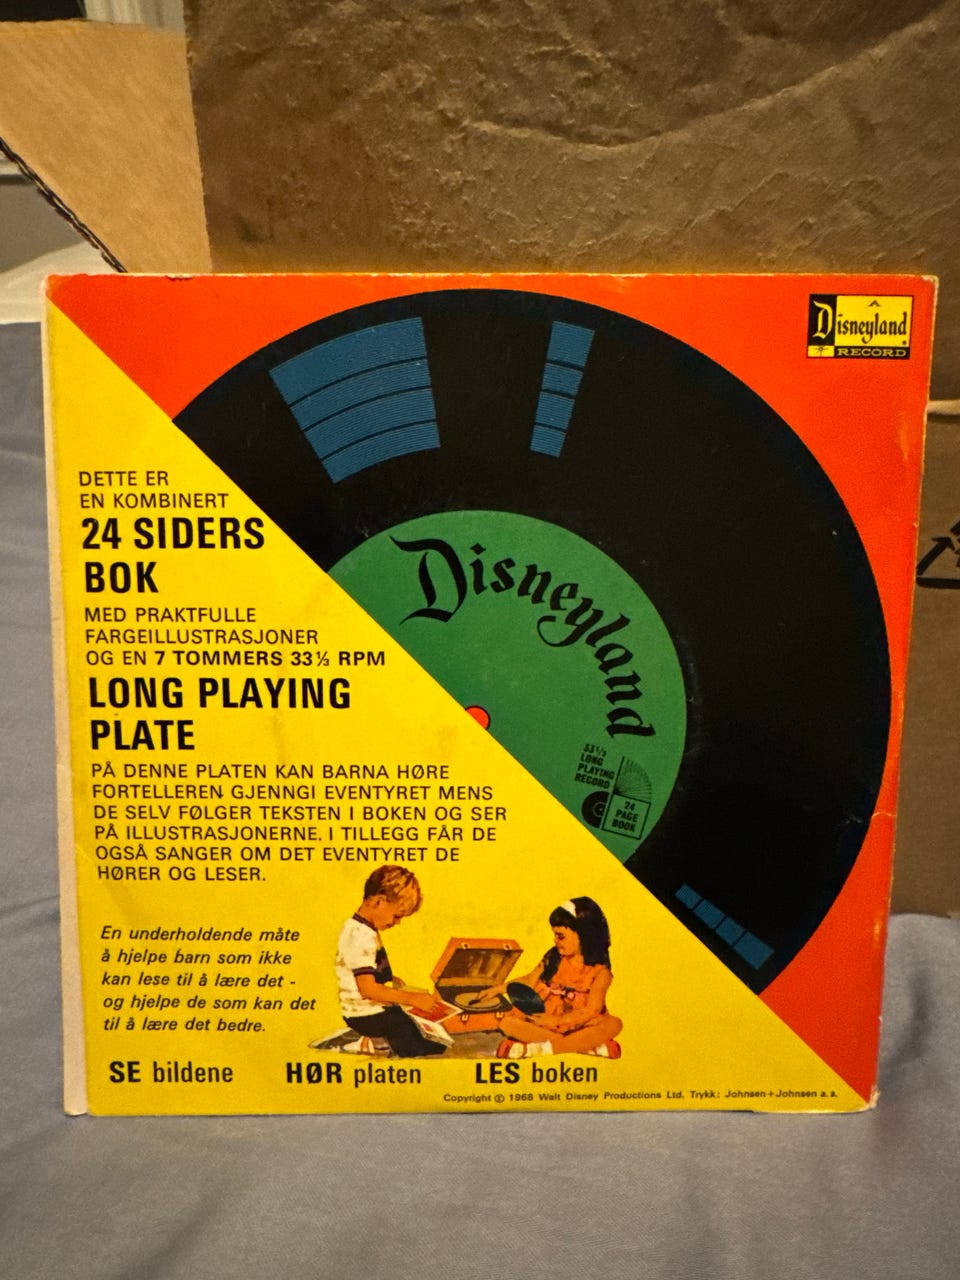 A
Disneyland
RECORD
DETTE ER
EN KOMBINERT
24 SIDERS
BOK
MED PRAKTFULLE
FARGEILLUSTRASJONER
OG EN 7 TOMMERS 33⅓ RPM
LONG PLAYING
PLATE
PÅ DENNE PLATEN KAN BARNA HØRE
FORTELLEREN GJENNGI EVENTYRET MENS
DE SELV FØLGER TEKSTEN I BOKEN OG SER
PÅ ILLUSTRASJONERNE. I TILLEGG FÅR DE
OGSÅ SANGER OM DET EVENTYRET DE
HØRER OG LESER.
Disneyland
33⅓
LONG
PLAYING
RECORD
24
PAGE
BOOK
En underholdende måte
å hjelpe barn som ikke
kan lese til å lære det -
og hjelpe de som kan det
til å lære det bedre.
SE bildene HØR platen LES boken
Copyright © 1968 Walt Disney Productions Ltd. Trykk: Johnsen+Johnsen a.s.